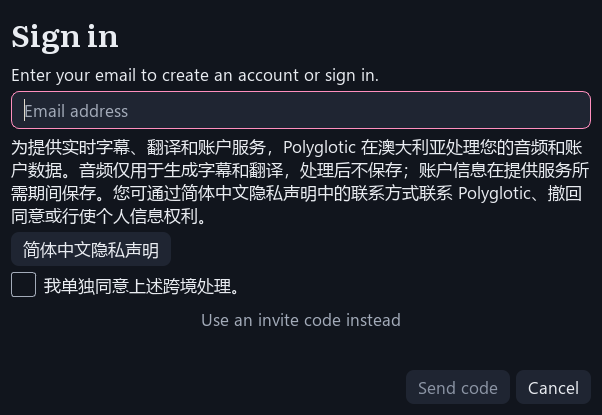 Sign in
Enter your email to create an account or sign in.
Email address
为提供实时字幕、翻译和账户服务，Polyglotic 在澳大利亚处理您的音频和账
户数据。音频仅用于生成字幕和翻译，处理后不保存；账户信息在提供服务所
需期间保存。您可通过简体中文隐私声明中的联系方式联系 Polyglotic、撤回
同意或行使个人信息权利。
简体中文隐私声明
我单独同意上述跨境处理。
Use an invite code instead
Send code
Cancel